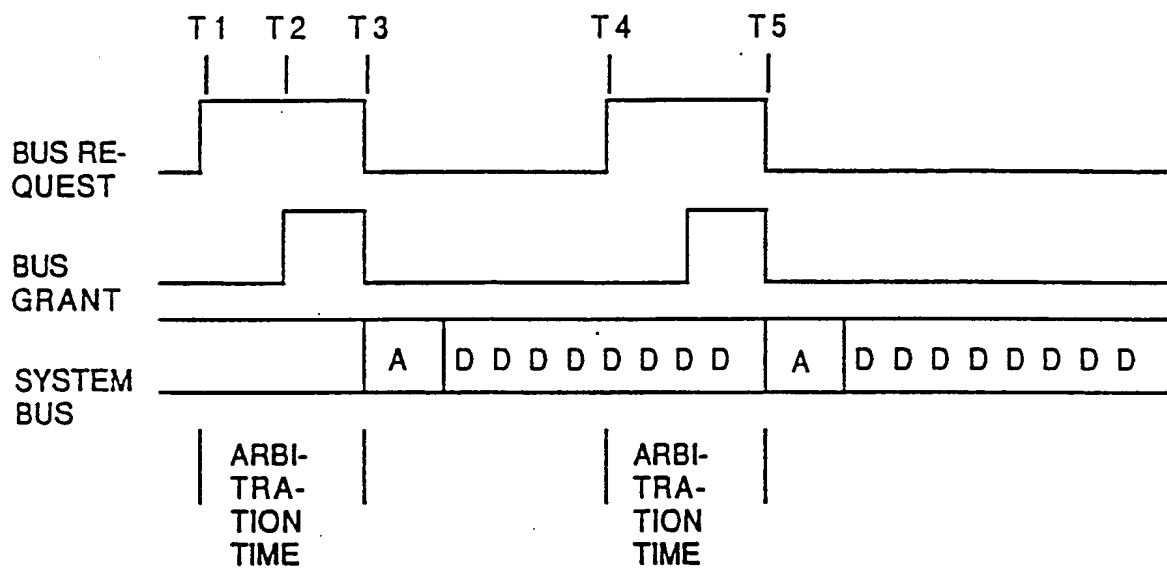 T1 T2 T3 T4 T5
BUS RE-
QUEST
BUS
GRANT
A D D D D D D D D A D D D D D D D D
SYSTEM
BUS
ARBI- ARBI-
TRA- TRA-
TION TION
TIME TIME